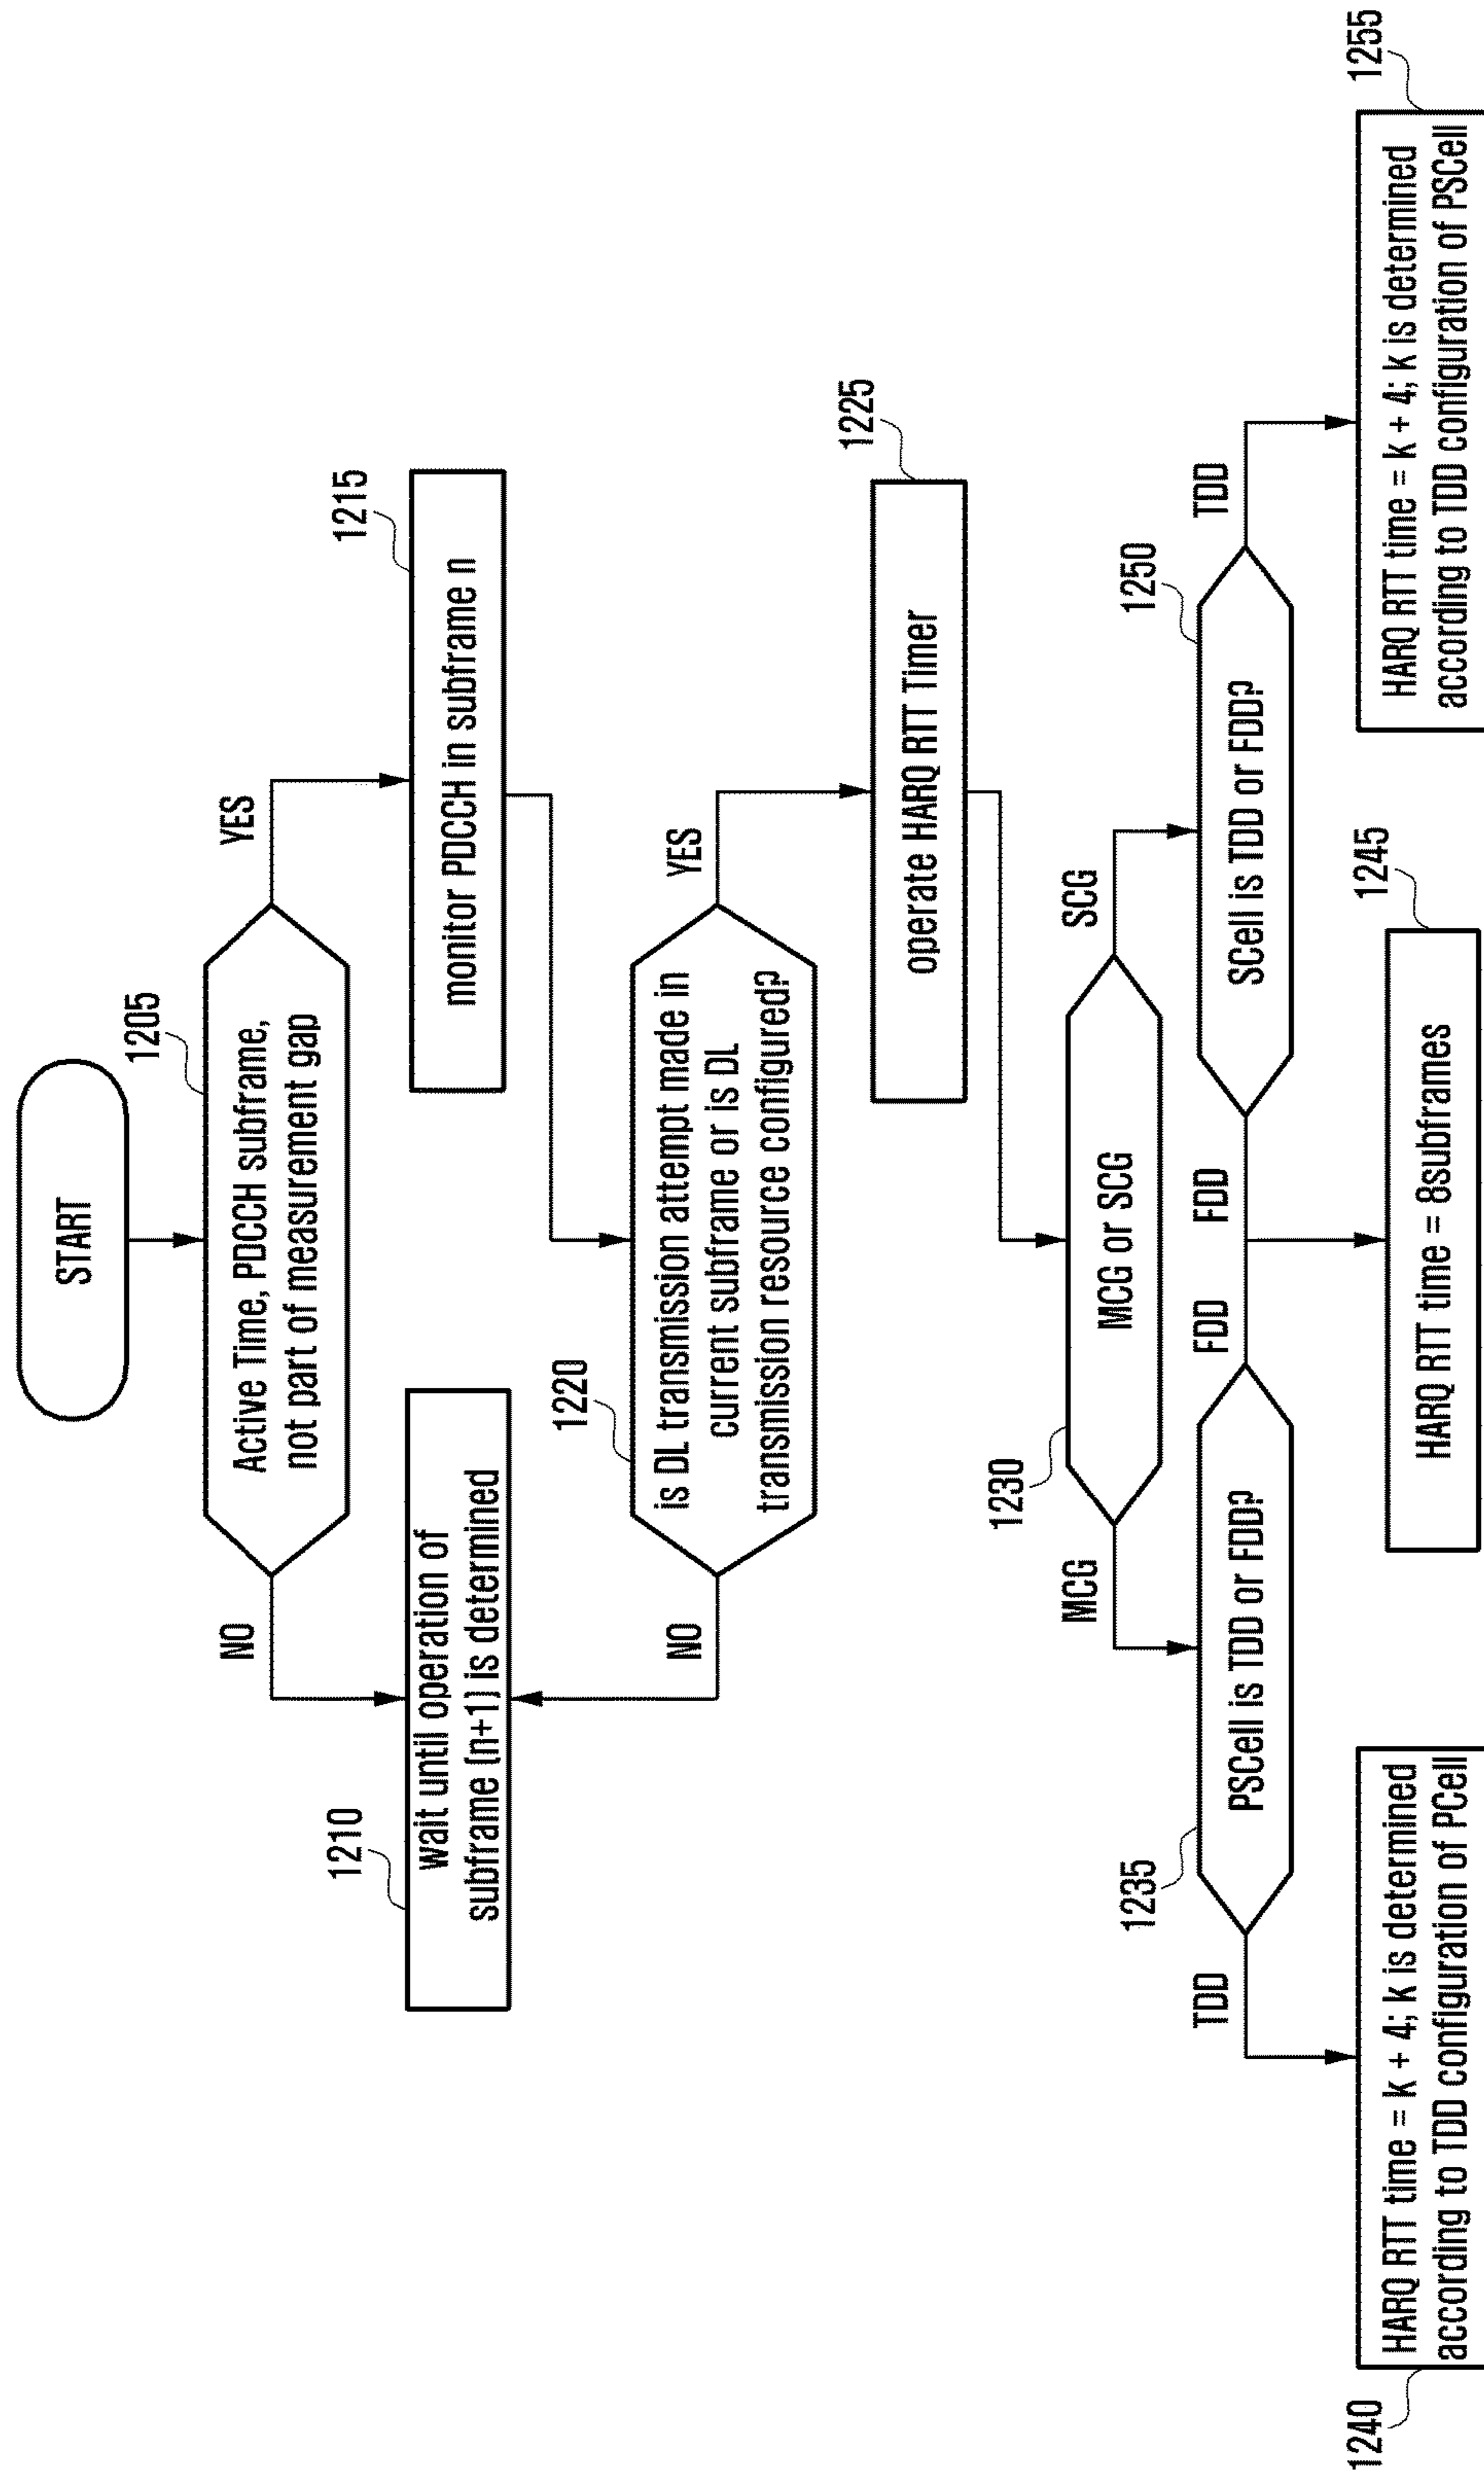 START
1205
Active Time, PDCCH subframe,
not part of measurement gap
NO
YES
1210
wait until operation of
subframe (n+1) is determined
1215
monitor PDCCH in subframe n
1220
is DL transmission attempt made in
current subframe or is DL
transmission resource configured?
NO
YES
1225
operate HARQ RTT Timer
1230
MCG or SCG
MCG
SCG
1235
PSCell is TDD or FDD?
1250
SCell is TDD or FDD?
TDD
FDD
FDD
TDD
1240
HARQ RTT time = k + 4; k is determined
according to TDD configuration of PCell
1245
HARQ RTT time = 8subframes
1255
HARQ RTT time = k + 4; k is determined
according to TDD configuration of PSCell